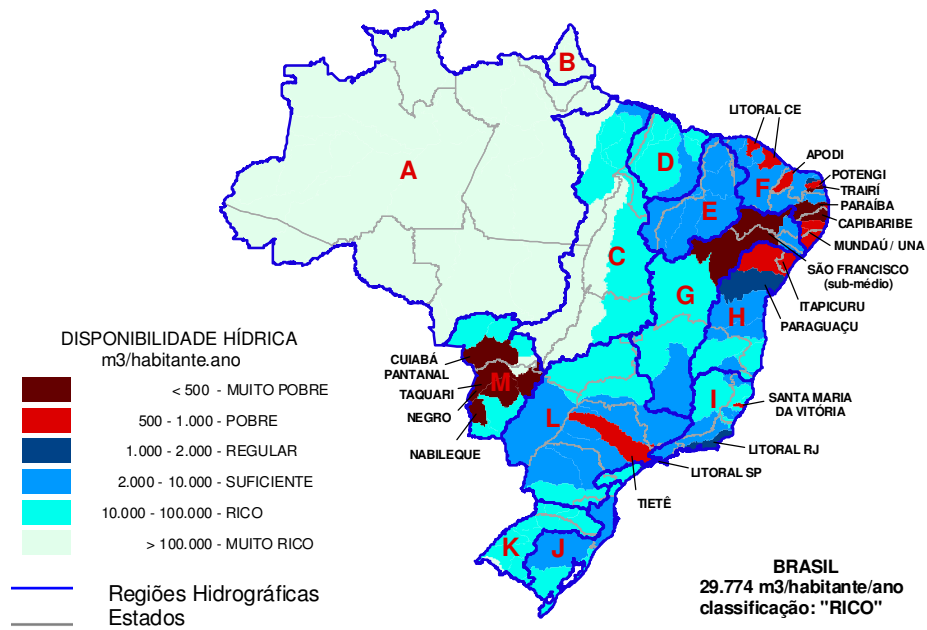 B
LITORAL CE
APODI
D
POTENGI
A
F
TRAIRÍ
PARAÍBA
E
CAPIBARIBE
MUNDAÚ / UNA
C
SÃO FRANCISCO
(sub-médio)
G
ITAPICURU
H
PARAGUAÇU
DISPONIBILIDADE HÍDRICA
m3/habitante.ano
< 500 - MUITO POBRE
500 - 1.000 - POBRE
1.000 - 2.000 - REGULAR
2.000 - 10.000 - SUFICIENTE
10.000 - 100.000 - RICO
> 100.000 - MUITO RICO
Regiões Hidrográficas
Estados
CUIABÁ
PANTANAL
M
TAQUARI
NEGRO
NABILEQUE
I
SANTA MARIA
DA VITÓRIA
L
LITORAL RJ
LITORAL SP
TIETÊ
K
J
BRASIL
29.774 m3/habitante/ano
classificação: "RICO"